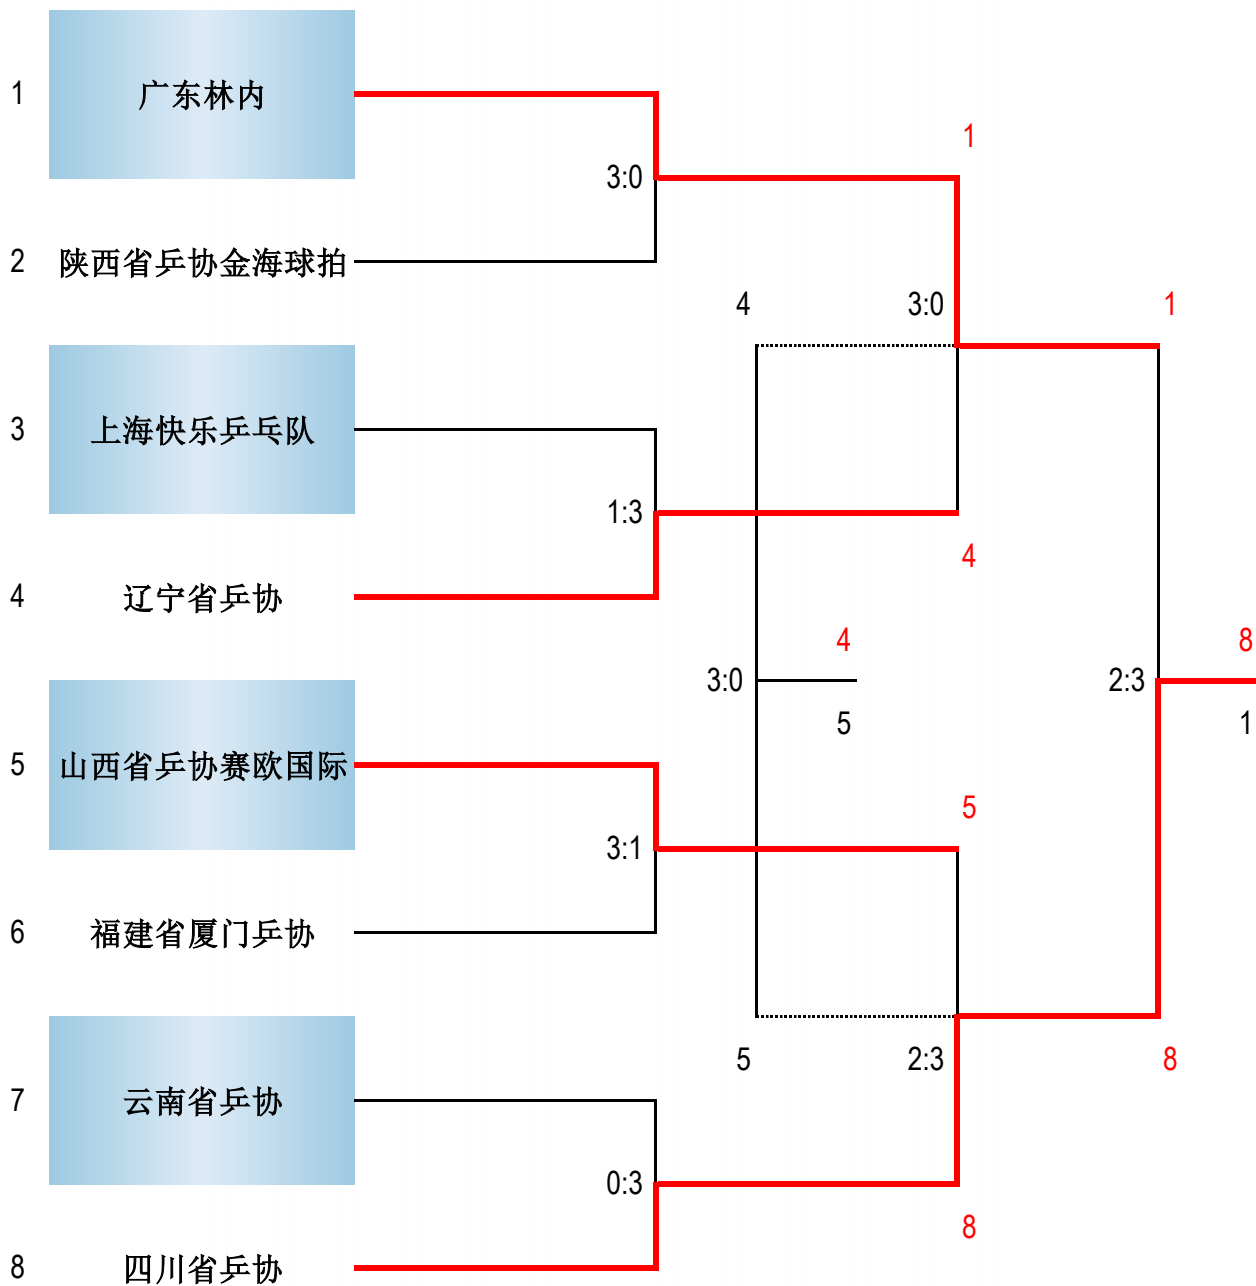 1 广东林内
1
3:0
2 陕西省乒协金海球拍
4 3:0 1
3 上海快乐乒乓队
1:3
4
4 辽宁省乒协
4 8
3:0 2:3
5 1
5 山西省乒协赛欧国际
5
3:1
6 福建省厦门乒协
5 2:3 8
7 云南省乒协
0:3
8
8 四川省乒协